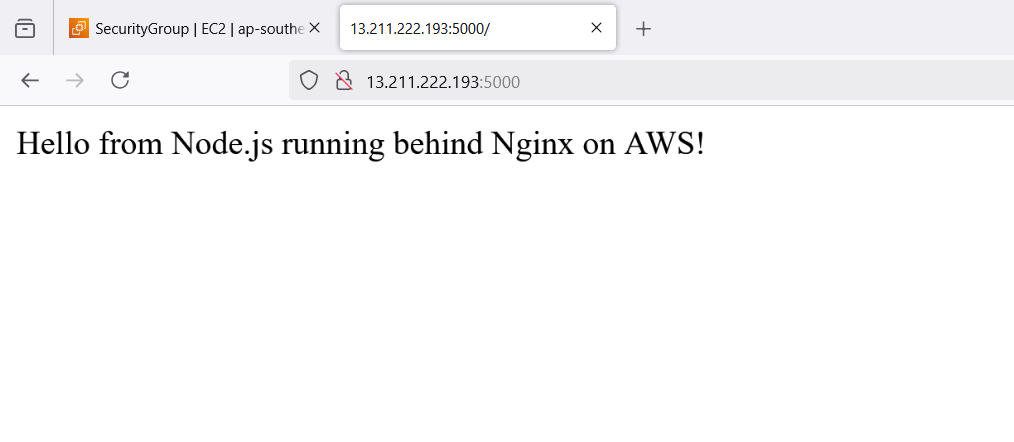 SecurityGroup | EC2 | ap-southe
13.211.222.193:5000/
13.211.222.193:5000
Hello from Node.js running behind Nginx on AWS!